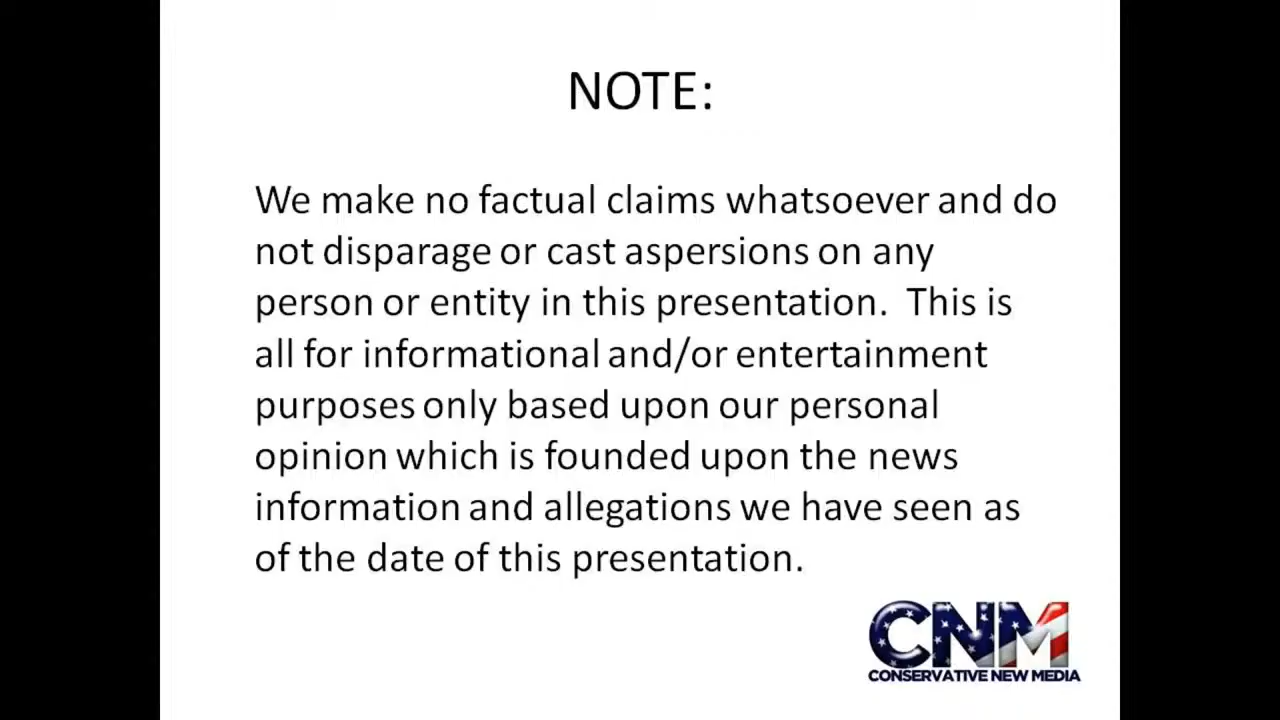 NOTE:
We make no factual claims whatsoever and do
not disparage or cast aspersions on any
person or entity in this presentation.  This is
all for informational and/or entertainment
purposes only based upon our personal
opinion which is founded upon the news
information and allegations we have seen as
of the date of this presentation.
CNM
CONSERVATIVE NEW MEDIA